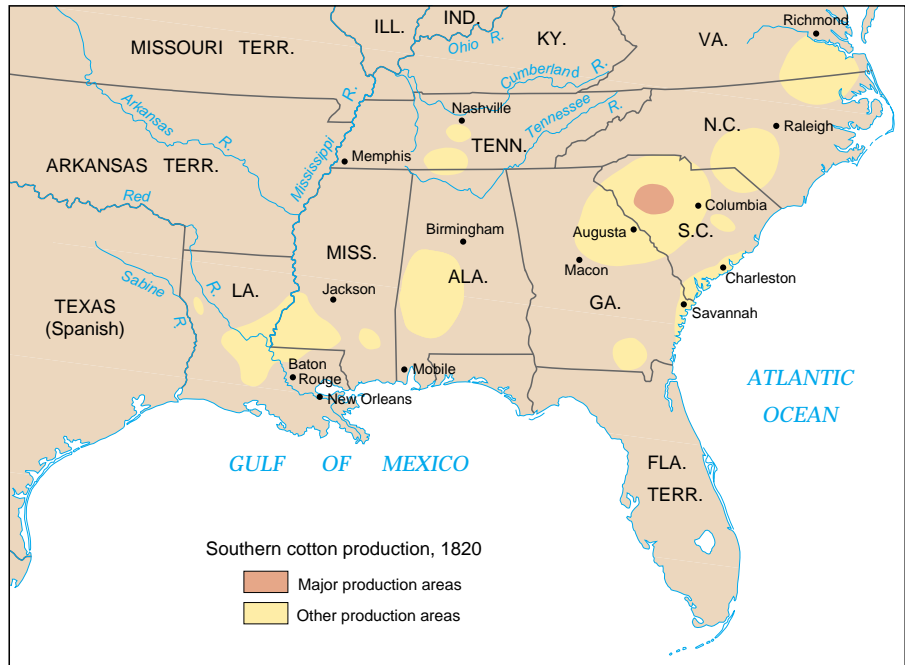 Richmond
ILL.
IND.
Ohio R.
KY.
VA.
MISSOURI TERR.
Cumberland R.
Arkansas R.
Mississippi R.
Nashville
Tennessee R.
N.C.
Raleigh
TENN.
Memphis
ARKANSAS TERR.
Red R.
Columbia
S.C.
Augusta
Birmingham
MISS.
ALA.
Macon
Charleston
Sabine R.
LA.
Jackson
GA.
TEXAS
(Spanish)
Savannah
Baton
Rouge
Mobile
New Orleans
ATLANTIC
OCEAN
GULF OF MEXICO
FLA.
TERR.
Southern cotton production, 1820
Major production areas
Other production areas